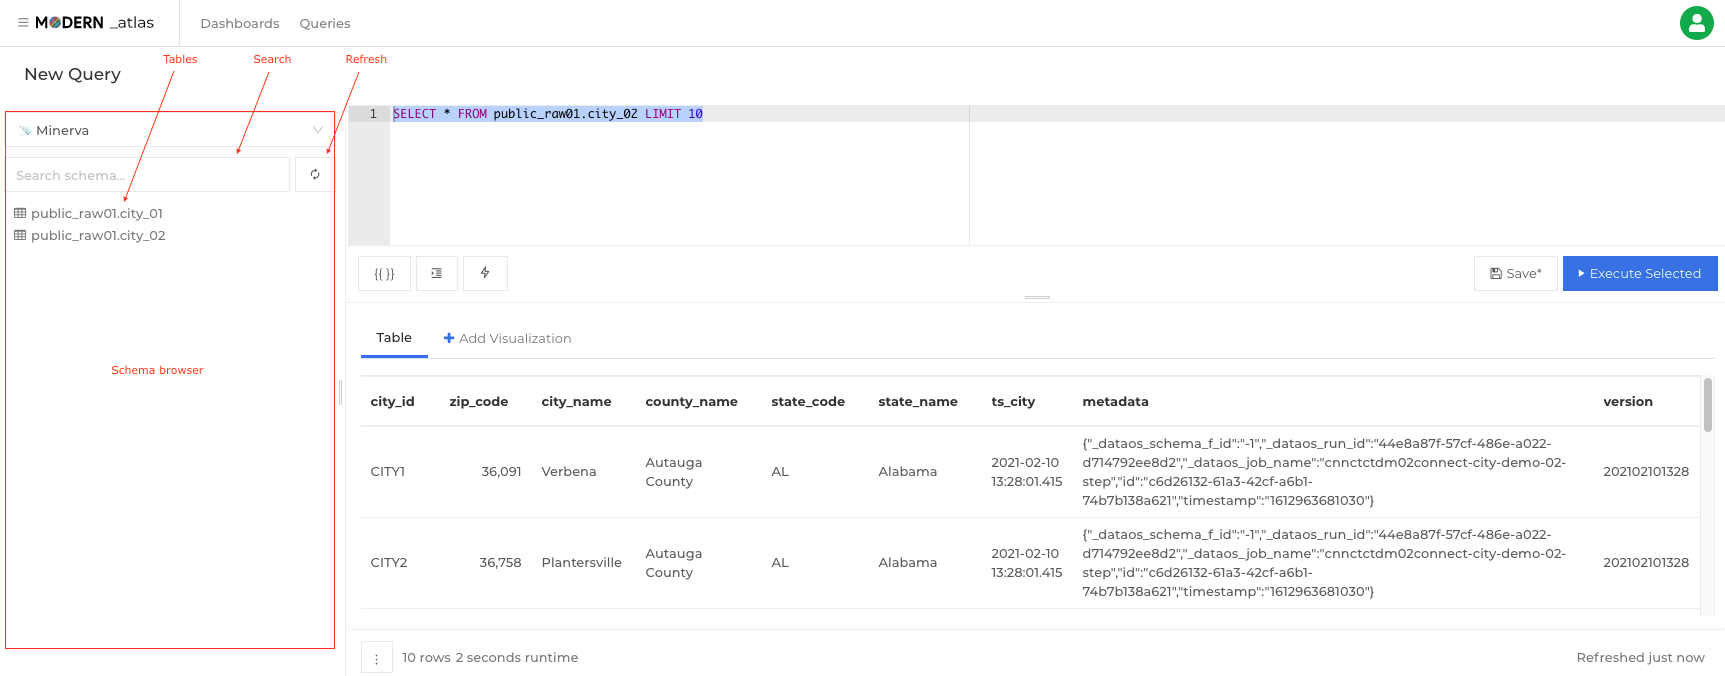 MODERN _atlas
Dashboards
Queries
Tables
Search
Refresh
New Query
Minerva
Search schema...
public_raw01.city_01
public_raw01.city_02
Schema browser
1
SELECT * FROM public_raw01.city_02 LIMIT 10
{{ }}
Save*
Execute Selected
Table
Add Visualization
city_id zip_code city_name county_name state_code state_name ts_city metadata version
CITY1
36,091
Verbena
Autauga
County
AL
Alabama
2021-02-10
13:28:01.415
{"_dataos_schema_f_id":"-1","_dataos_run_id":"44e8a87f-57cf-486e-a022-
d714792ee8d2","_dataos_job_name":"cnnctctdm02connect-city-demo-02-
step","id":"c6d26132-61a3-42cf-a6b1-
74b7b138a621","timestamp":"1612963681030"}
202102101328
CITY2
36,758
Plantersville
Autauga
County
AL
Alabama
2021-02-10
13:28:01.415
{"_dataos_schema_f_id":"-1","_dataos_run_id":"44e8a87f-57cf-486e-a022-
d714792ee8d2","_dataos_job_name":"cnnctctdm02connect-city-demo-02-
step","id":"c6d26132-61a3-42cf-a6b1-
74b7b138a621","timestamp":"1612963681030"}
202102101328
10 rows 2 seconds runtime
Refreshed just now